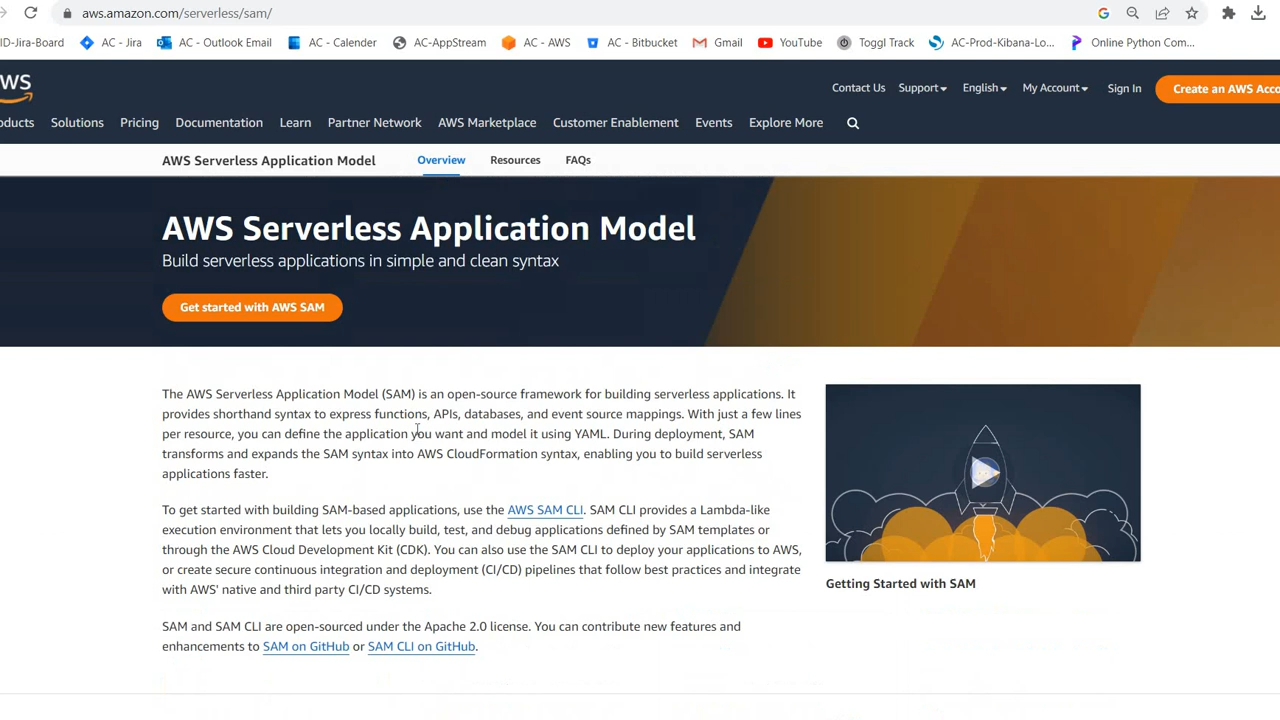 aws.amazon.com/serverless/sam/
ID-Jira-Board AC - Jira AC - Outlook Email AC - Calender AC-AppStream AC - AWS AC - Bitbucket Gmail YouTube Toggl Track AC-Prod-Kibana-Lo... Online Python Com...
WS
Contact Us Support English My Account Sign In Create an AWS Acco
oducts Solutions Pricing Documentation Learn Partner Network AWS Marketplace Customer Enablement Events Explore More
AWS Serverless Application Model Overview Resources FAQs
AWS Serverless Application Model
Build serverless applications in simple and clean syntax
Get started with AWS SAM
The AWS Serverless Application Model (SAM) is an open-source framework for building serverless applications. It
provides shorthand syntax to express functions, APIs, databases, and event source mappings. With just a few lines
per resource, you can define the application you want and model it using YAML. During deployment, SAM
transforms and expands the SAM syntax into AWS CloudFormation syntax, enabling you to build serverless
applications faster.
To get started with building SAM-based applications, use the AWS SAM CLI. SAM CLI provides a Lambda-like
execution environment that lets you locally build, test, and debug applications defined by SAM templates or
through the AWS Cloud Development Kit (CDK). You can also use the SAM CLI to deploy your applications to AWS,
or create secure continuous integration and deployment (CI/CD) pipelines that follow best practices and integrate
with AWS' native and third party CI/CD systems.
SAM and SAM CLI are open-sourced under the Apache 2.0 license. You can contribute new features and
enhancements to SAM on GitHub or SAM CLI on GitHub.
Getting Started with SAM